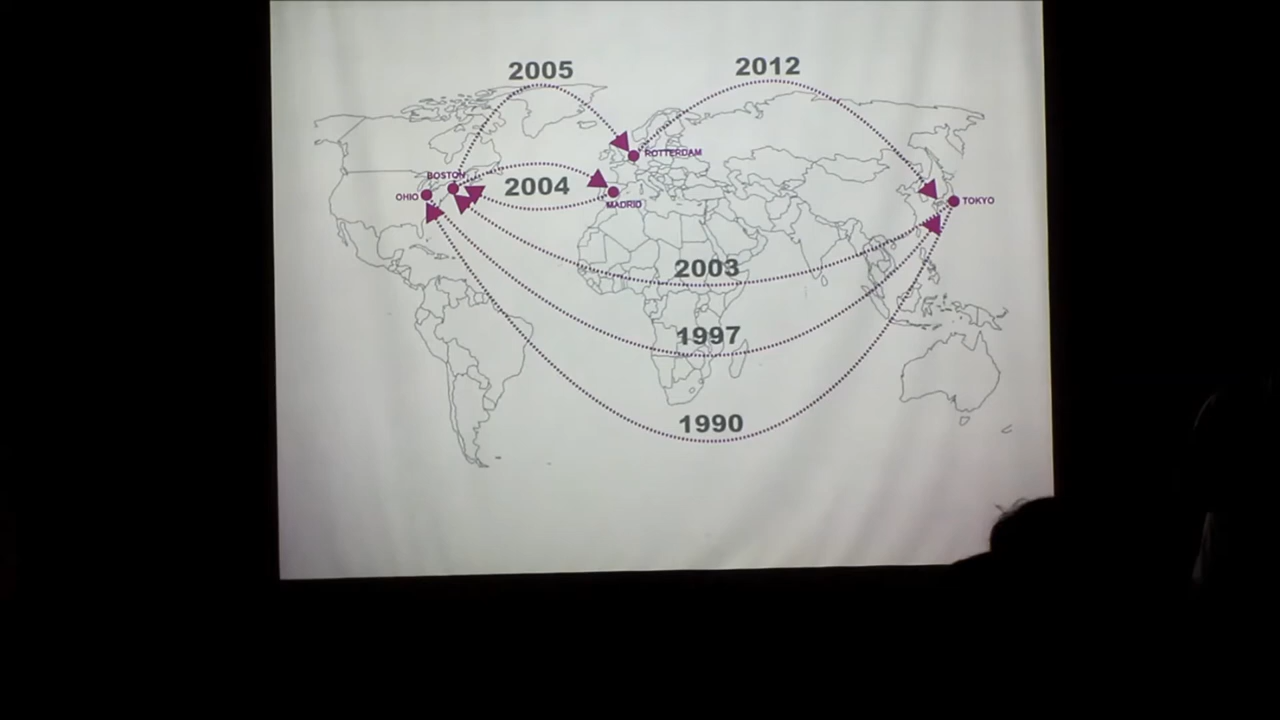 2005
2012
ROTTERDAM
BOSTON
2004
OHIO
MADRID
TOKYO
2003
1997
1990